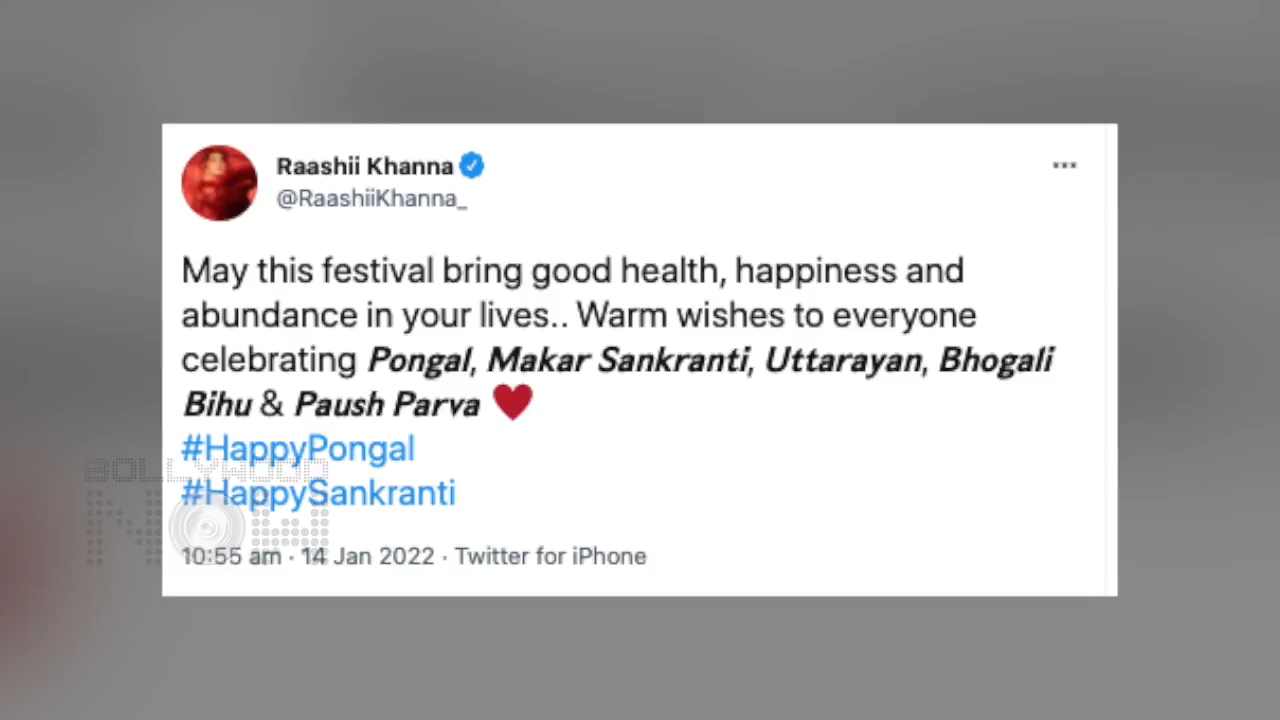 Raashii Khanna
@RaashiiKhanna_
May this festival bring good health, happiness and
abundance in your lives.. Warm wishes to everyone
celebrating Pongal, Makar Sankranti, Uttarayan, Bhogali
Bihu & Paush Parva ❤️
#HappyPongal
#HappySankranti
10:55 am · 14 Jan 2022 · Twitter for iPhone
BOLLYWOOD
NOW